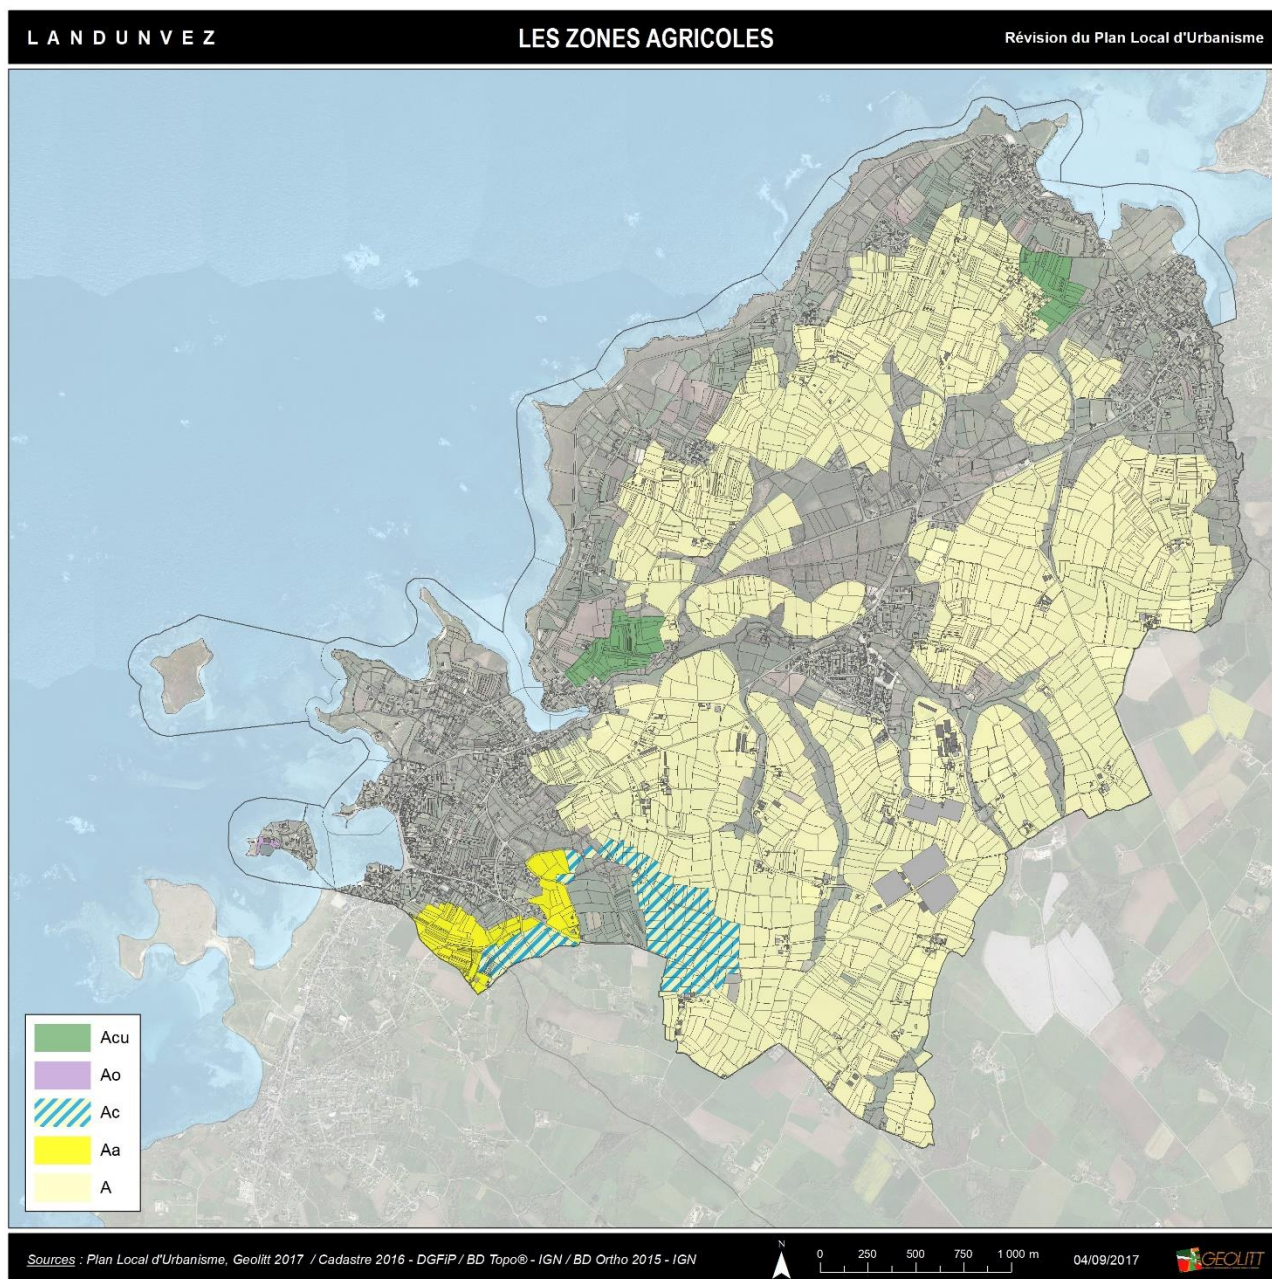 LANDUNVEZ
LES ZONES AGRICOLES
Révision du Plan Local d'Urbanisme
Acu
Ao
Ac
Aa
A
Sources : Plan Local d'Urbanisme, Geolitt 2017 / Cadastre 2016 - DGFiP / BD Topo® - IGN / BD Ortho 2015 - IGN
N
0 250 500 750 1 000 m
04/09/2017
GEOLITT